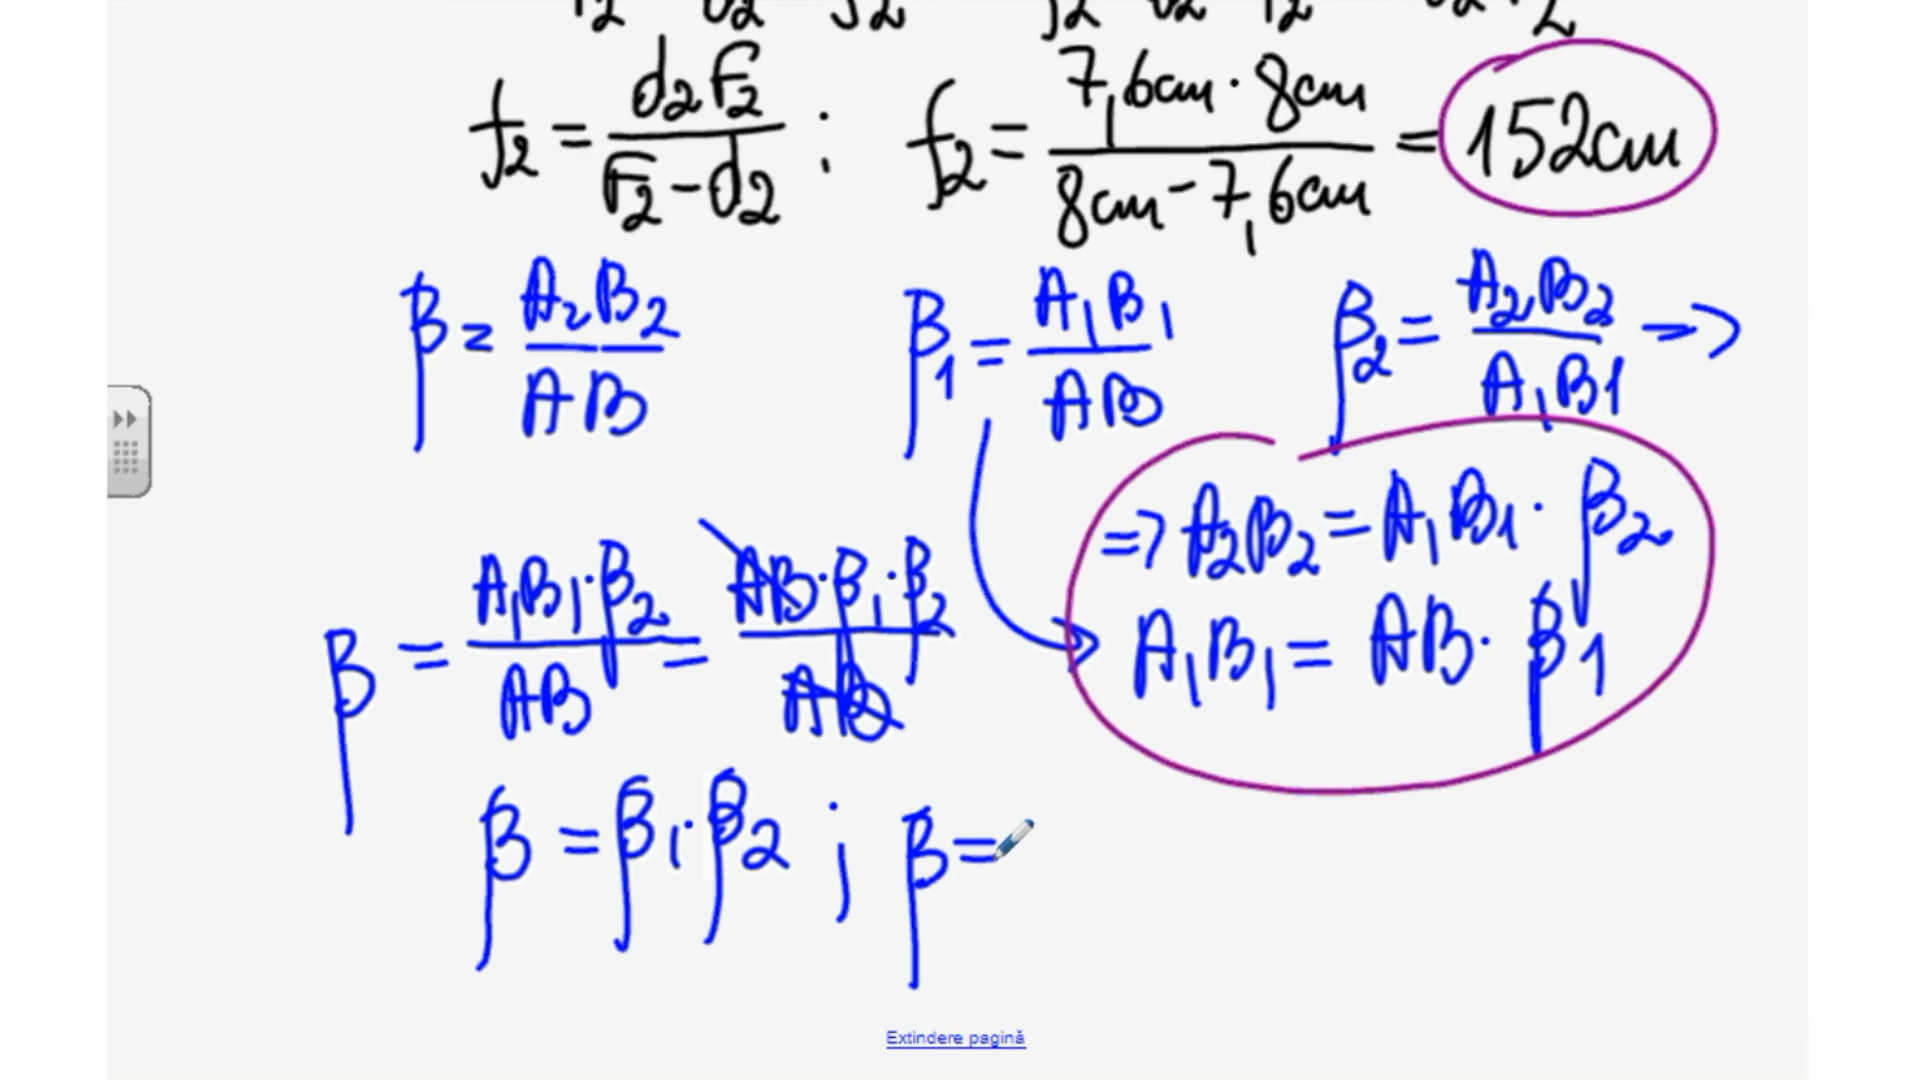 f₂ = d₂F₂ / (F₂ − d₂) ; f₂ = 7,6cm · 8cm / (8cm − 7,6cm) = 152cm
β = A₂B₂ / AB β₁ = A₁B₁ / AB β₂ = A₂B₂ / A₁B1 =>
=> A₂B₂ = A₁B1 · β₂
β = A₁B₁·β₂ / AB = AB·β₁·β₂ / AB A₁B₁ = AB · β1
β = β₁·β₂ ; β =
Extindere pagină